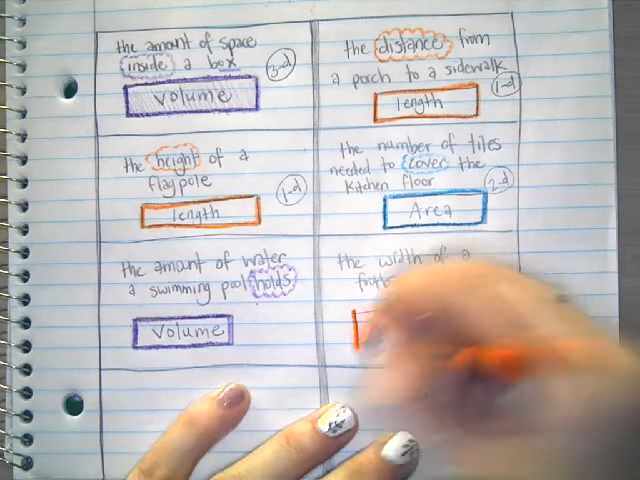 the amount of space
inside a box
3-d
Volume
the distance from
a porch to a sidewalk
1-d
length
the height of a
flagpole
1-d
length
the number of tiles
needed to cover the
kitchen floor
2-d
Area
the amount of water
a swimming pool holds
Volume
the width of a